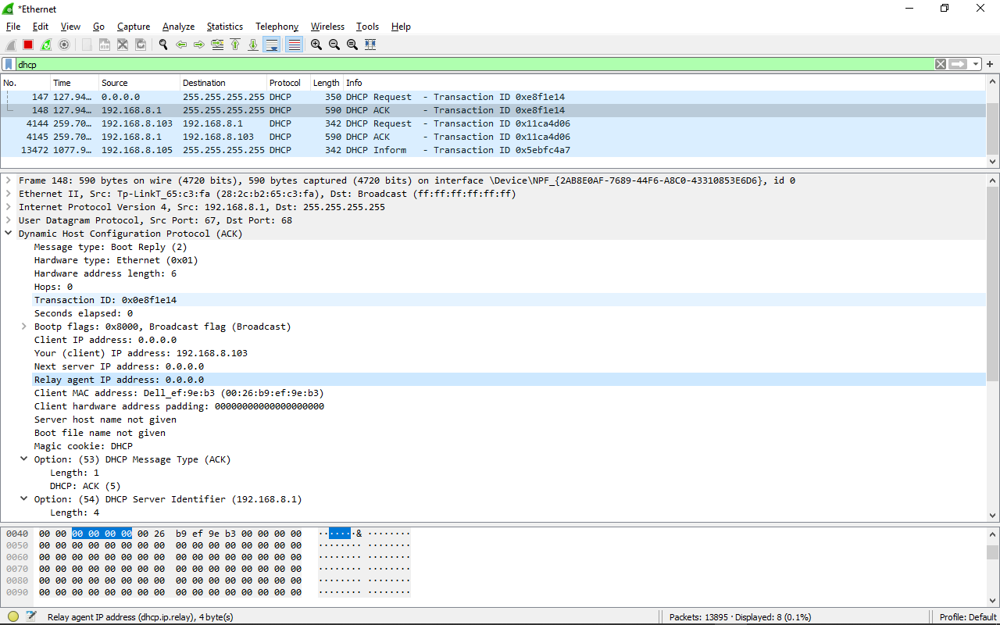 *Ethernet
File Edit View Go Capture Analyze Statistics Telephony Wireless Tools Help
dhcp
No. Time Source Destination Protocol Length Info
147 127.94… 0.0.0.0 255.255.255.255 DHCP 350 DHCP Request - Transaction ID 0xe8f1e14
148 127.94… 192.168.8.1 255.255.255.255 DHCP 590 DHCP ACK - Transaction ID 0xe8f1e14
4144 259.70… 192.168.8.103 192.168.8.1 DHCP 342 DHCP Request - Transaction ID 0x11ca4d06
4145 259.70… 192.168.8.1 192.168.8.103 DHCP 590 DHCP ACK - Transaction ID 0x11ca4d06
13472 1077.9… 192.168.8.105 255.255.255.255 DHCP 342 DHCP Inform - Transaction ID 0x5ebfc4a7
Frame 148: 590 bytes on wire (4720 bits), 590 bytes captured (4720 bits) on interface \Device\NPF_{2AB8E0AF-7689-44F6-A8C0-43310853E6D6}, id 0
Ethernet II, Src: Tp-LinkT_65:c3:fa (28:2c:b2:65:c3:fa), Dst: Broadcast (ff:ff:ff:ff:ff:ff)
Internet Protocol Version 4, Src: 192.168.8.1, Dst: 255.255.255.255
User Datagram Protocol, Src Port: 67, Dst Port: 68
Dynamic Host Configuration Protocol (ACK)
Message type: Boot Reply (2)
Hardware type: Ethernet (0x01)
Hardware address length: 6
Hops: 0
Transaction ID: 0x0e8f1e14
Seconds elapsed: 0
Bootp flags: 0x8000, Broadcast flag (Broadcast)
Client IP address: 0.0.0.0
Your (client) IP address: 192.168.8.103
Next server IP address: 0.0.0.0
Relay agent IP address: 0.0.0.0
Client MAC address: Dell_ef:9e:b3 (00:26:b9:ef:9e:b3)
Client hardware address padding: 00000000000000000000
Server host name not given
Boot file name not given
Magic cookie: DHCP
Option: (53) DHCP Message Type (ACK)
Length: 1
DHCP: ACK (5)
Option: (54) DHCP Server Identifier (192.168.8.1)
Length: 4
0040 00 00 00 00 00 00 00 26 b9 ef 9e b3 00 00 00 00 ·······& ········
0050 00 00 00 00 00 00 00 00 00 00 00 00 00 00 00 00 ········ ········
0060 00 00 00 00 00 00 00 00 00 00 00 00 00 00 00 00 ········ ········
0070 00 00 00 00 00 00 00 00 00 00 00 00 00 00 00 00 ········ ········
0080 00 00 00 00 00 00 00 00 00 00 00 00 00 00 00 00 ········ ········
0090 00 00 00 00 00 00 00 00 00 00 00 00 00 00 00 00 ········ ········
Relay agent IP address (dhcp.ip.relay), 4 byte(s) Packets: 13895 · Displayed: 8 (0.1%) Profile: Default